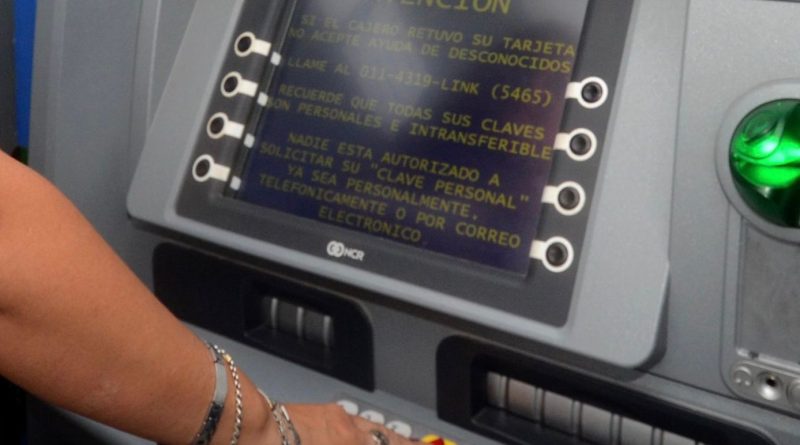 ATENCION
SI EL CAJERO RETUVO SU TARJETA
NO ACEPTE AYUDA DE DESCONOCIDOS
LLAME AL 011-4319-LINK (5465)
RECUERDE QUE TODAS SUS CLAVES
SON PERSONALES E INTRANSFERIBLE
NADIE ESTA AUTORIZADO A
SOLICITAR SU "CLAVE PERSONAL"
YA SEA PERSONALMENTE,
TELEFONICAMENTE O POR CORREO
ELECTRONICO
NCR